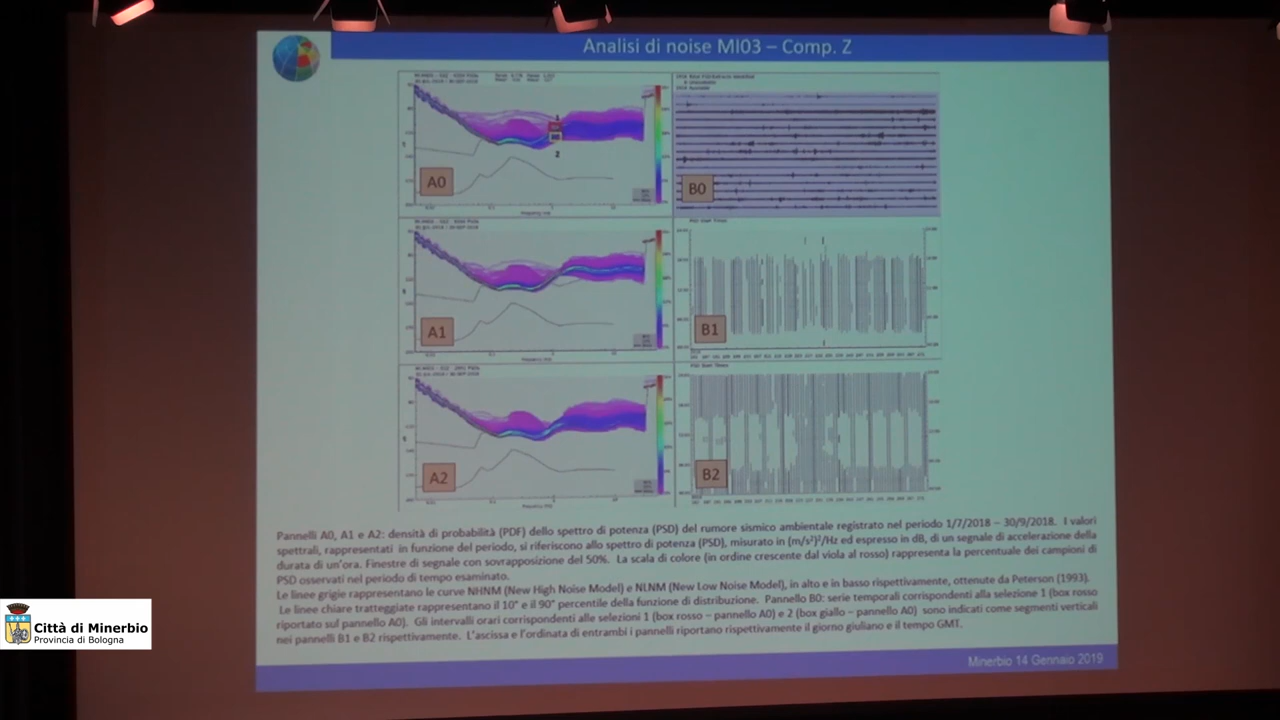 Analisi di noise MI03 – Comp. Z
A0
B0
A1
B1
A2
B2
Pannelli A0, A1 e A2: densità di probabilità (PDF) dello spettro di potenza (PSD) del rumore sismico ambientale registrato nel periodo 1/7/2018 – 30/9/2018. I valori
spettrali, rappresentati in funzione del periodo, si riferiscono allo spettro di potenza (PSD), misurato in (m/s²)²/Hz ed espresso in dB, di un segnale di accelerazione della
durata di un'ora. Finestre di segnale con sovrapposizione del 50%. La scala di colore (in ordine crescente dal viola al rosso) rappresenta la percentuale dei campioni di
PSD osservati nel periodo di tempo esaminato.
Le linee grigie rappresentano le curve NHNM (New High Noise Model) e NLNM (New Low Noise Model), in alto e in basso rispettivamente, ottenute da Peterson (1993).
Le linee chiare tratteggiate rappresentano il 10° e il 90° percentile della funzione di distribuzione. Pannello B0: serie temporali corrispondenti alla selezione 1 (box rosso
riportato sul pannello A0). Gli intervalli orari corrispondenti alle selezioni 1 (box rosso – pannello A0) e 2 (box giallo – pannello A0) sono indicati come segmenti verticali
nei pannelli B1 e B2 rispettivamente. L'ascissa e l'ordinata di entrambi i pannelli riportano rispettivamente il giorno giuliano e il tempo GMT.
Minerbio 14 Gennaio 2019
Città di Minerbio
Provincia di Bologna